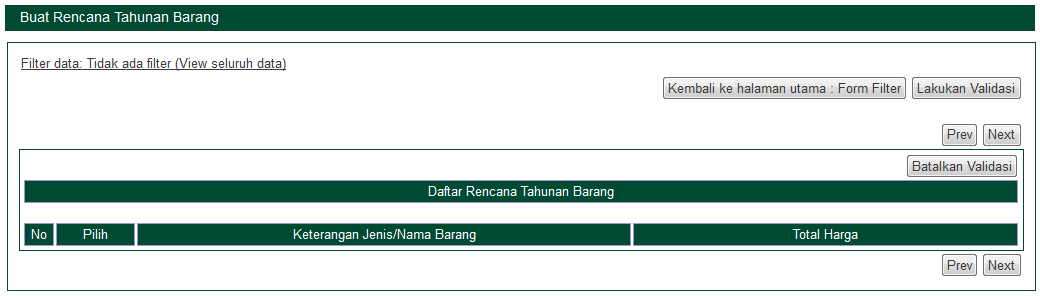 Buat Rencana Tahunan Barang
Filter data: Tidak ada filter (View seluruh data)
Kembali ke halaman utama : Form Filter Lakukan Validasi
Prev Next
Batalkan Validasi
Daftar Rencana Tahunan Barang
No Pilih Keterangan Jenis/Nama Barang Total Harga
Prev Next